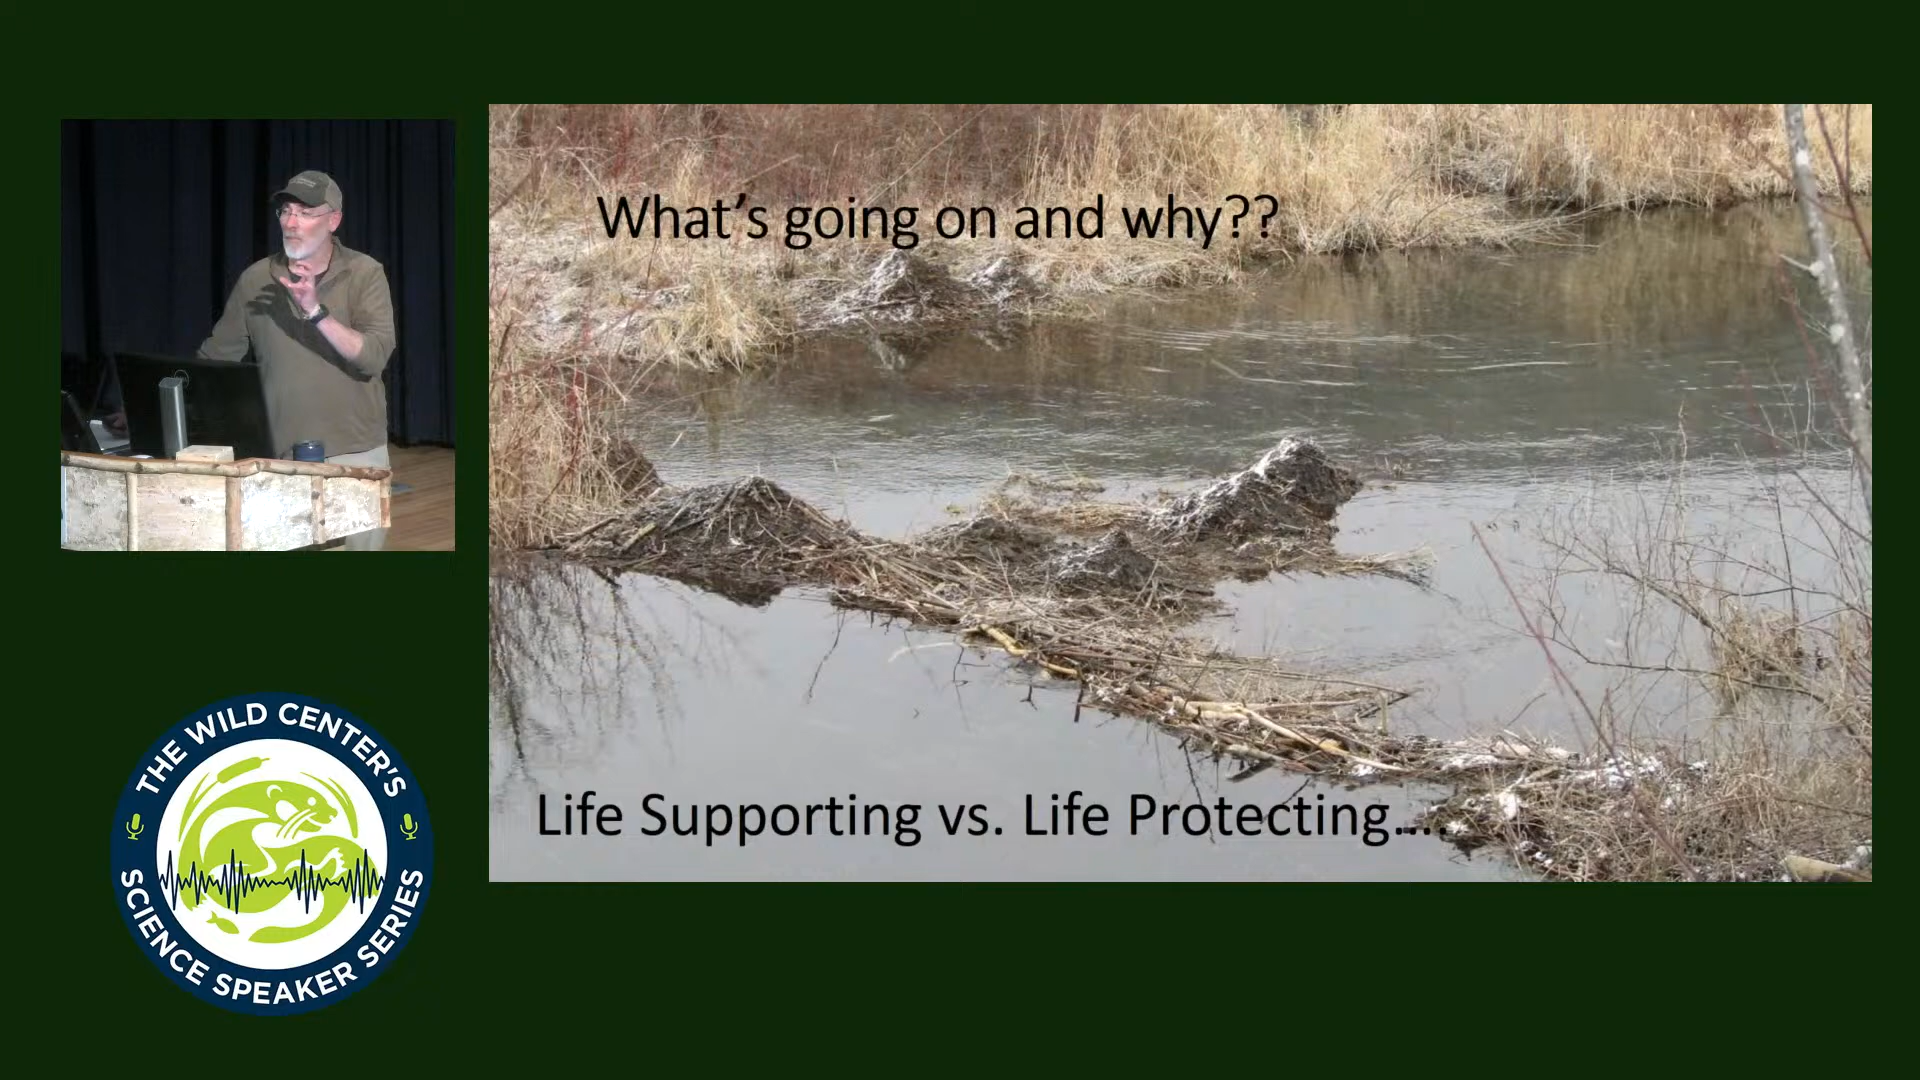 What's going on and why??
Life Supporting vs. Life Protecting....
THE WILD CENTER'S
SCIENCE SPEAKER SERIES